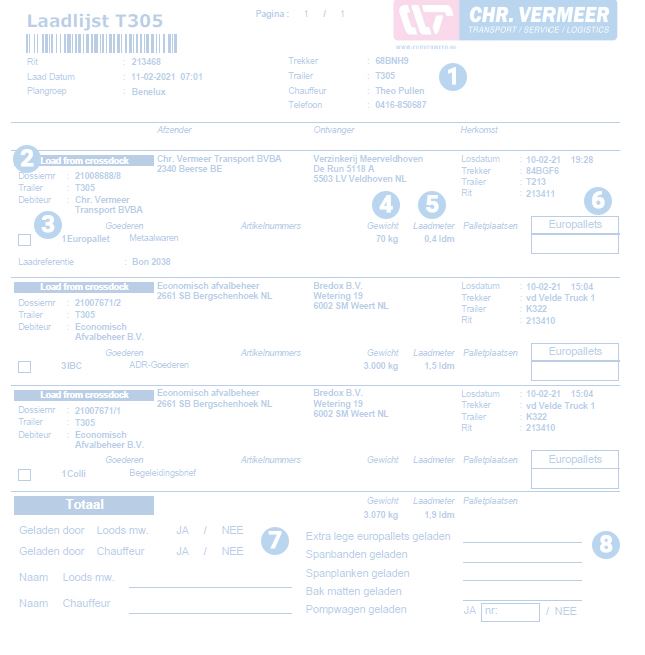 Laadlijst T305
Pagina : 1 / 1
CHR. VERMEER
TRANSPORT / SERVICE / LOGISTICS
Rit : 213468
Laad Datum : 11-02-2021 07:01
Plangroep : Benelux
Trekker : 68BNH9
Trailer : T305
Chauffeur : Theo Pullen
Telefoon : 0416-850687
1
Afzender Ontvanger Herkomst
2
Load from crossdock
Chr. Vermeer Transport BVBA
2340 Beerse BE
Verzinkerij Meerveldhoven
De Run 5118 A
5503 LV Veldhoven NL
Losdatum : 10-02-21 19:28
Trekker : 84BGF6
Trailer : T213
Rit : 213411
Dossiernr : 21008688/8
Trailer : T305
Debiteur : Chr. Vermeer
Transport BVBA
3 4 5 6
Goederen Artikelnummers Gewicht Laadmeter Palletplaatsen Europallets
1 Europallet Metaalwaren 70 kg 0,4 ldm
Laadreferentie : Bon 2038
Load from crossdock
Economisch afvalbeheer
2661 SB Bergschenhoek NL
Bredox B.V.
Wetering 19
6002 SM Weert NL
Losdatum : 10-02-21 15:04
Trekker : vd Velde Truck 1
Trailer : K322
Rit : 213410
Dossiernr : 21007671/2
Trailer : T305
Debiteur : Economisch
Afvalbeheer B.V.
Goederen Artikelnummers Gewicht Laadmeter Palletplaatsen Europallets
3 IBC ADR-Goederen 3.000 kg 1,5 ldm
Load from crossdock
Economisch afvalbeheer
2661 SB Bergschenhoek NL
Bredox B.V.
Wetering 19
6002 SM Weert NL
Losdatum : 10-02-21 15:04
Trekker : vd Velde Truck 1
Trailer : K322
Rit : 213410
Dossiernr : 21007671/1
Trailer : T305
Debiteur : Economisch
Afvalbeheer B.V.
Goederen Artikelnummers Gewicht Laadmeter Palletplaatsen Europallets
1 Colli Begeleidingsbrief
Totaal
Gewicht Laadmeter Palletplaatsen
3.070 kg 1,9 ldm
Geladen door Loods mw. JA / NEE
Geladen door Chauffeur JA / NEE
Naam Loods mw.
Naam Chauffeur
7
Extra lege europallets geladen
Spanbanden geladen
Spanplanken geladen
Bak matten geladen
Pompwagen geladen JA nr: / NEE
8